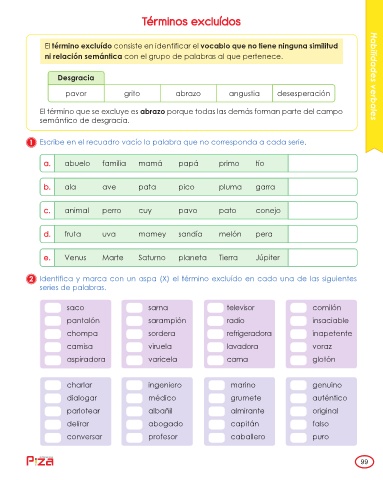 Términos excluídos
El término excluido consiste en identificar el vocablo que no tiene ninguna similitud
ni relación semántica con el grupo de palabras al que pertenece.
Desgracia
pavor grito abrazo angustia desesperación
El término que se excluye es abrazo porque todas las demás forman parte del campo
semántico de desgracia.
1 Escribe en el recuadro vacío la palabra que no corresponda a cada serie.
a. abuelo familia mamá papá primo tío
b. ala ave pata pico pluma garra
c. animal perro cuy pavo pato conejo
d. fruta uva mamey sandía melón pera
e. Venus Marte Saturno planeta Tierra Júpiter
2 Identifica y marca con un aspa (X) el término excluido en cada una de las siguientes
series de palabras.
saco sarna televisor comilón
pantalón sarampión radio insaciable
chompa sordera refrigeradora inapetente
camisa viruela lavadora voraz
aspiradora varicela cama glotón
charlar ingeniero marino genuino
dialogar médico grumete auténtico
parlotear albañil almirante original
delirar abogado capitán falso
conversar profesor caballero puro
Habilidades verbales
99